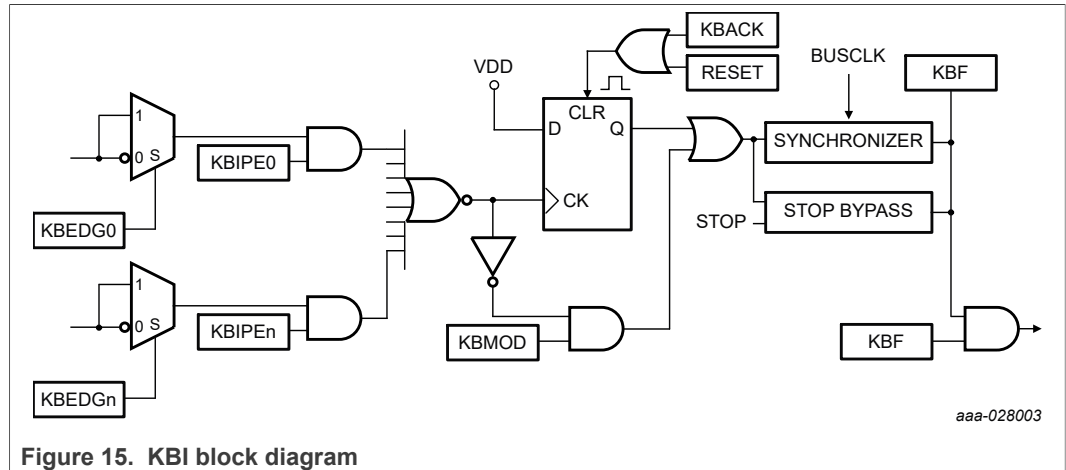 KBACK
RESET
VDD
BUSCLK
KBF
CLR
D
Q
CK
1
0
S
KBIPE0
KBEDG0
SYNCHRONIZER
STOP
STOP BYPASS
1
0
S
KBIPEn
KBEDGn
KBMOD
KBF
aaa-028003
Figure 15. KBI block diagram